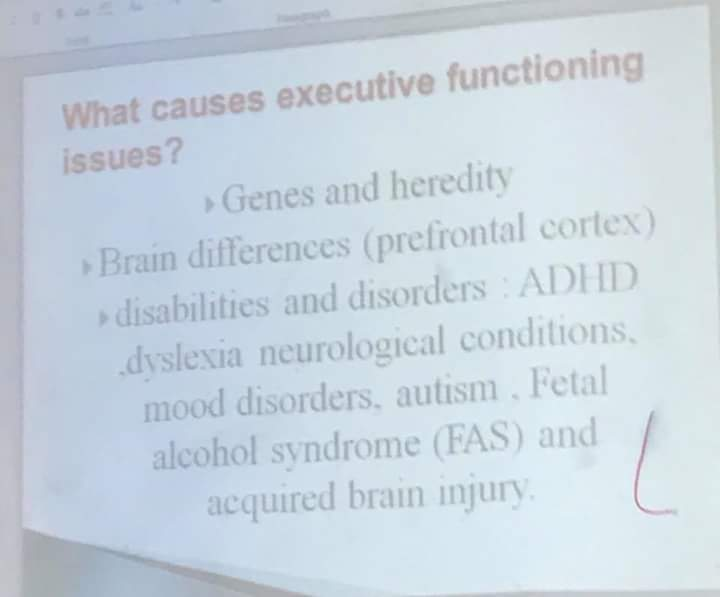 What causes executive functioning
issues?
Genes and heredity
Brain differences (prefrontal cortex)
disabilities and disorders : ADHD
,dyslexia neurological conditions,
mood disorders, autism , Fetal
alcohol syndrome (FAS) and
acquired brain injury.